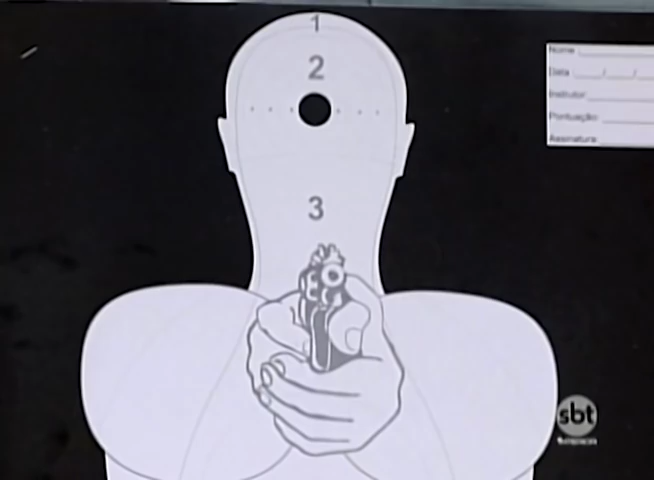 1
2
3
Nome
Data / /
Instrutor
Pontuação
Assinatura
sbt